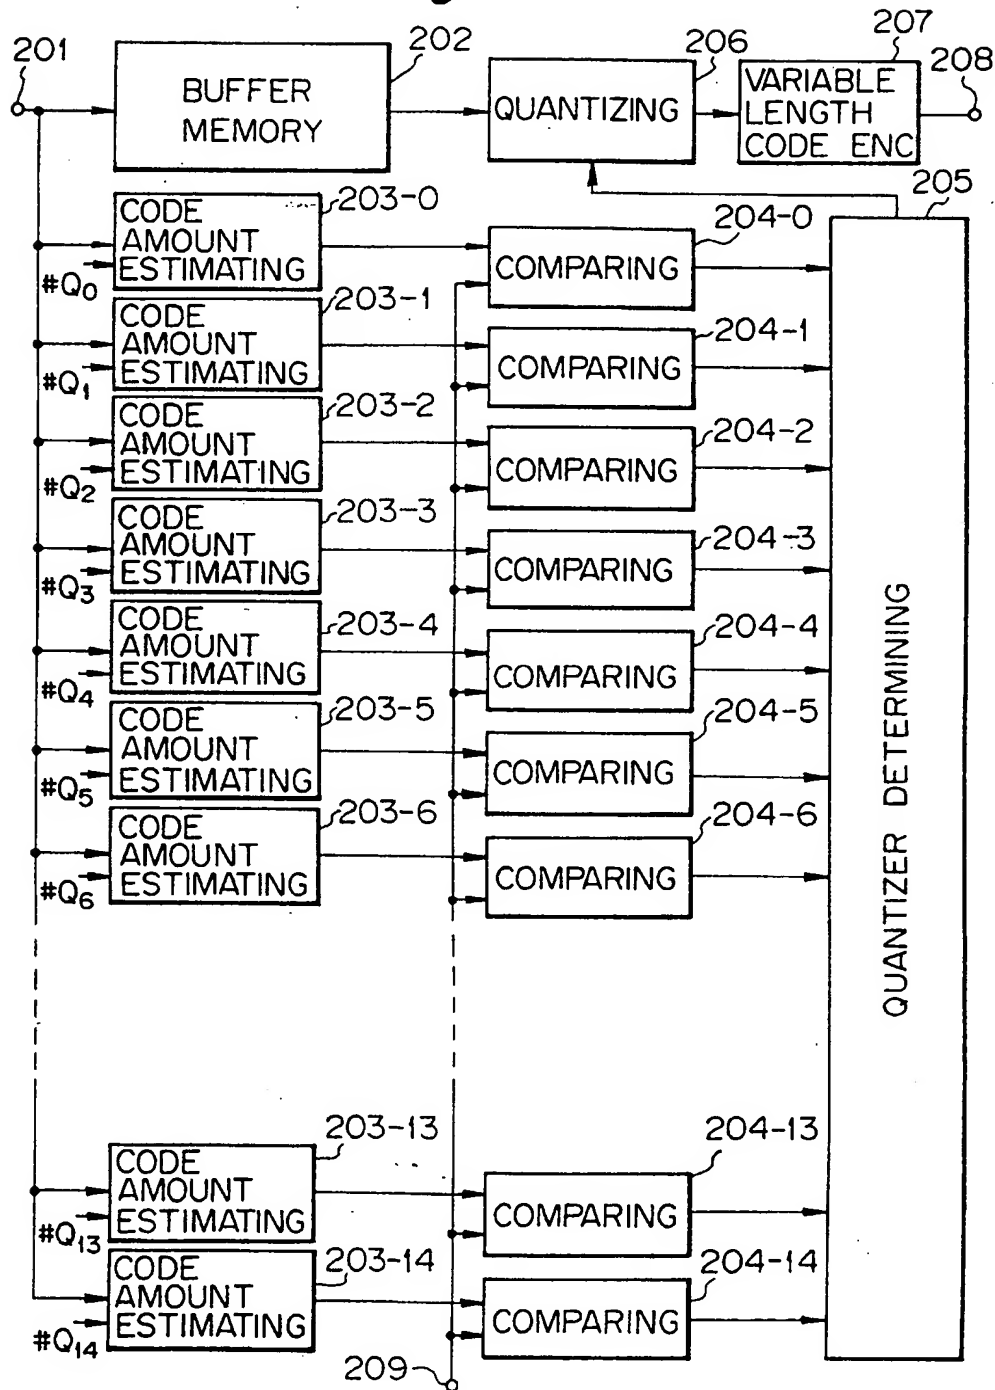 201
202
206
207
208
BUFFER
MEMORY
QUANTIZING
VARIABLE
LENGTH
CODE ENC
205
203-0
CODE
AMOUNT
ESTIMATING
#Q0
204-0
COMPARING
203-1
CODE
AMOUNT
ESTIMATING
#Q1
204-1
COMPARING
203-2
CODE
AMOUNT
ESTIMATING
#Q2
204-2
COMPARING
203-3
CODE
AMOUNT
ESTIMATING
#Q3
204-3
COMPARING
203-4
CODE
AMOUNT
ESTIMATING
#Q4
204-4
COMPARING
203-5
CODE
AMOUNT
ESTIMATING
#Q5
204-5
COMPARING
203-6
CODE
AMOUNT
ESTIMATING
#Q6
204-6
COMPARING
QUANTIZER DETERMINING
203-13
CODE
AMOUNT
ESTIMATING
#Q13
204-13
COMPARING
203-14
CODE
AMOUNT
ESTIMATING
#Q14
204-14
COMPARING
209